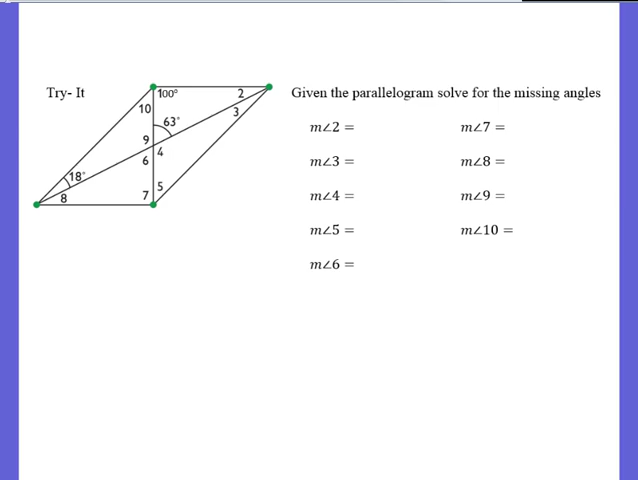 Try- It
Given the parallelogram solve for the missing angles
100°
2
10
3
63°
9
4
6
18°
5
7
8
m∠2 =
m∠7 =
m∠3 =
m∠8 =
m∠4 =
m∠9 =
m∠5 =
m∠10 =
m∠6 =